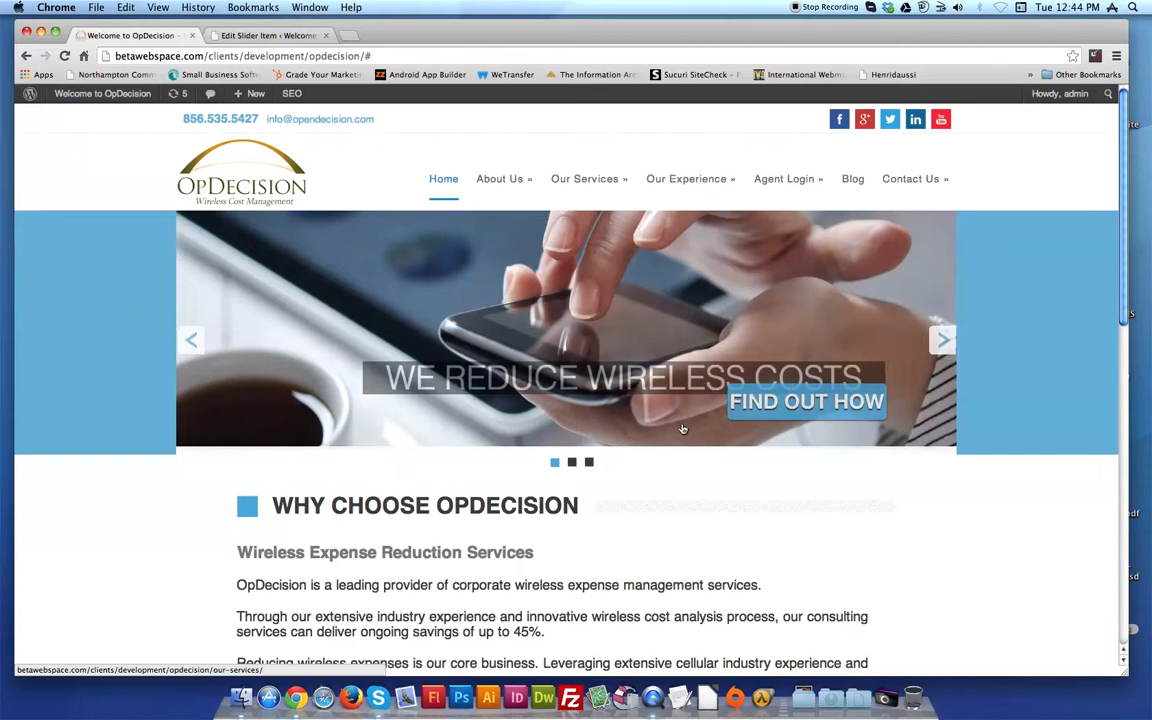 Chrome File Edit View History Bookmarks Window Help Stop Recording Tue 12:44 PM
Welcome to OpDecision - Edit Slider Item ‹ Welcome
betawebspace.com/clients/development/opdecision/#
Apps Northampton Comm Small Business Softw Grade Your Marketin Android App Builder WeTransfer The Information Arc Sucuri SiteCheck - F International Webma Henridaussi » Other Bookmarks
Welcome to OpDecision 5 + New SEO Howdy, admin
856.535.5427 info@opendecision.com
OPDECISION
Wireless Cost Management
Home About Us » Our Services » Our Experience » Agent Login » Blog Contact Us »
WE REDUCE WIRELESS COSTS
FIND OUT HOW
WHY CHOOSE OPDECISION
Wireless Expense Reduction Services
OpDecision is a leading provider of corporate wireless expense management services.
Through our extensive industry experience and innovative wireless cost analysis process, our consulting
services can deliver ongoing savings of up to 45%.
Reducing wireless expenses is our core business. Leveraging extensive cellular industry experience and
betawebspace.com/clients/development/opdecision/our-services/